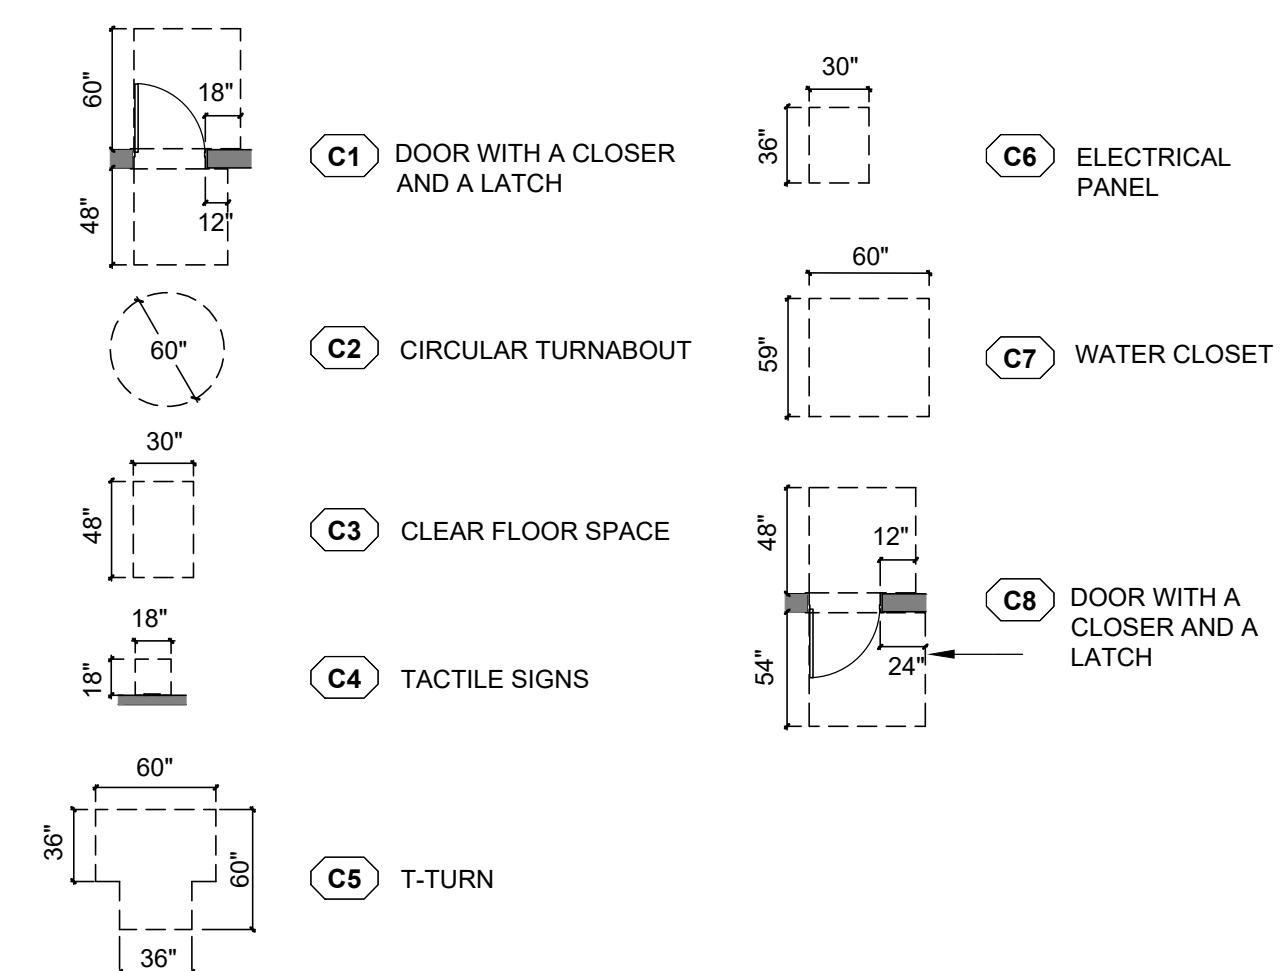 60"
18"
48"
12"
C1
DOOR WITH A CLOSER
AND A LATCH
60"
C2
CIRCULAR TURNABOUT
30"
48"
C3
CLEAR FLOOR SPACE
18"
18"
C4
TACTILE SIGNS
60"
36"
60"
36"
C5
T-TURN
30"
36"
C6
ELECTRICAL
PANEL
60"
59"
C7
WATER CLOSET
48"
12"
54"
24"
C8
DOOR WITH A
CLOSER AND A
LATCH